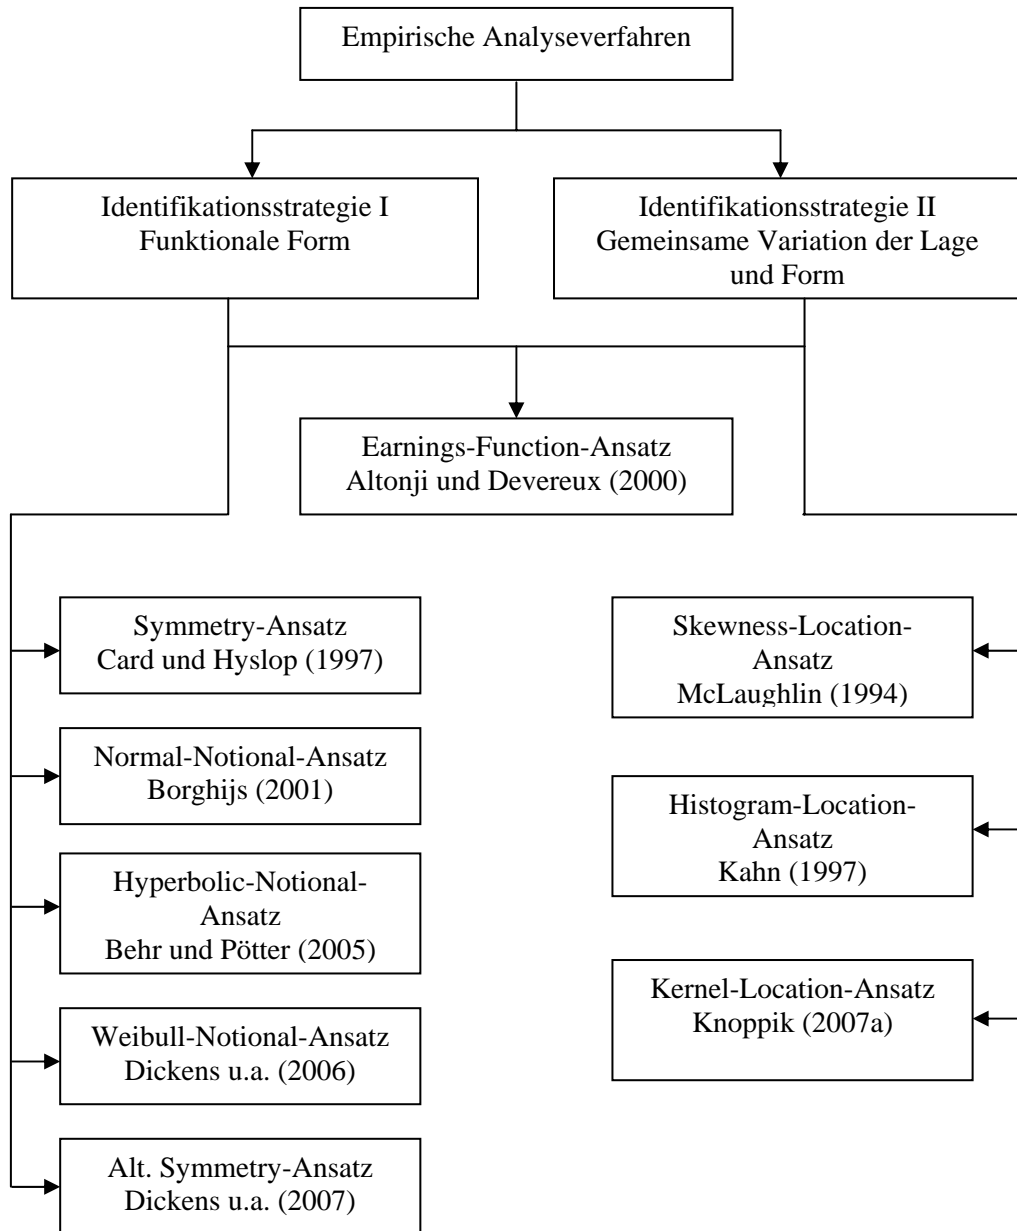 Empirische Analyseverfahren
Identifikationsstrategie I
Funktionale Form
Identifikationsstrategie II
Gemeinsame Variation der Lage
und Form
Earnings-Function-Ansatz
Altonji und Devereux (2000)
Symmetry-Ansatz
Card und Hyslop (1997)
Normal-Notional-Ansatz
Borghijs (2001)
Hyperbolic-Notional-
Ansatz
Behr und Pötter (2005)
Weibull-Notional-Ansatz
Dickens u.a. (2006)
Alt. Symmetry-Ansatz
Dickens u.a. (2007)
Skewness-Location-
Ansatz
McLaughlin (1994)
Histogram-Location-
Ansatz
Kahn (1997)
Kernel-Location-Ansatz
Knoppik (2007a)